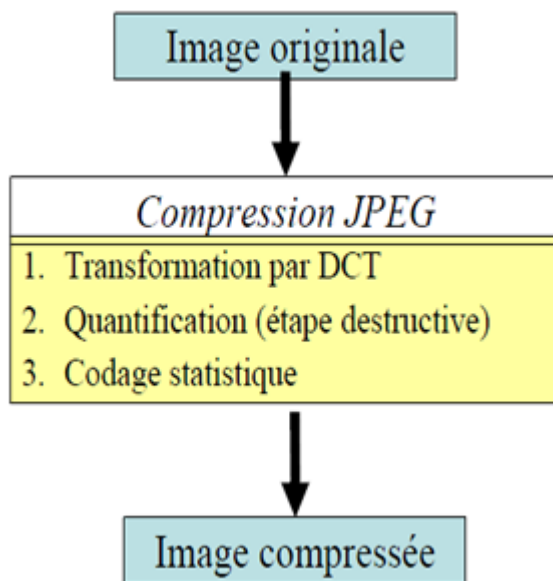 Image originale
Compression JPEG
1. Transformation par DCT
2. Quantification (étape destructive)
3. Codage statistique
Image compressée